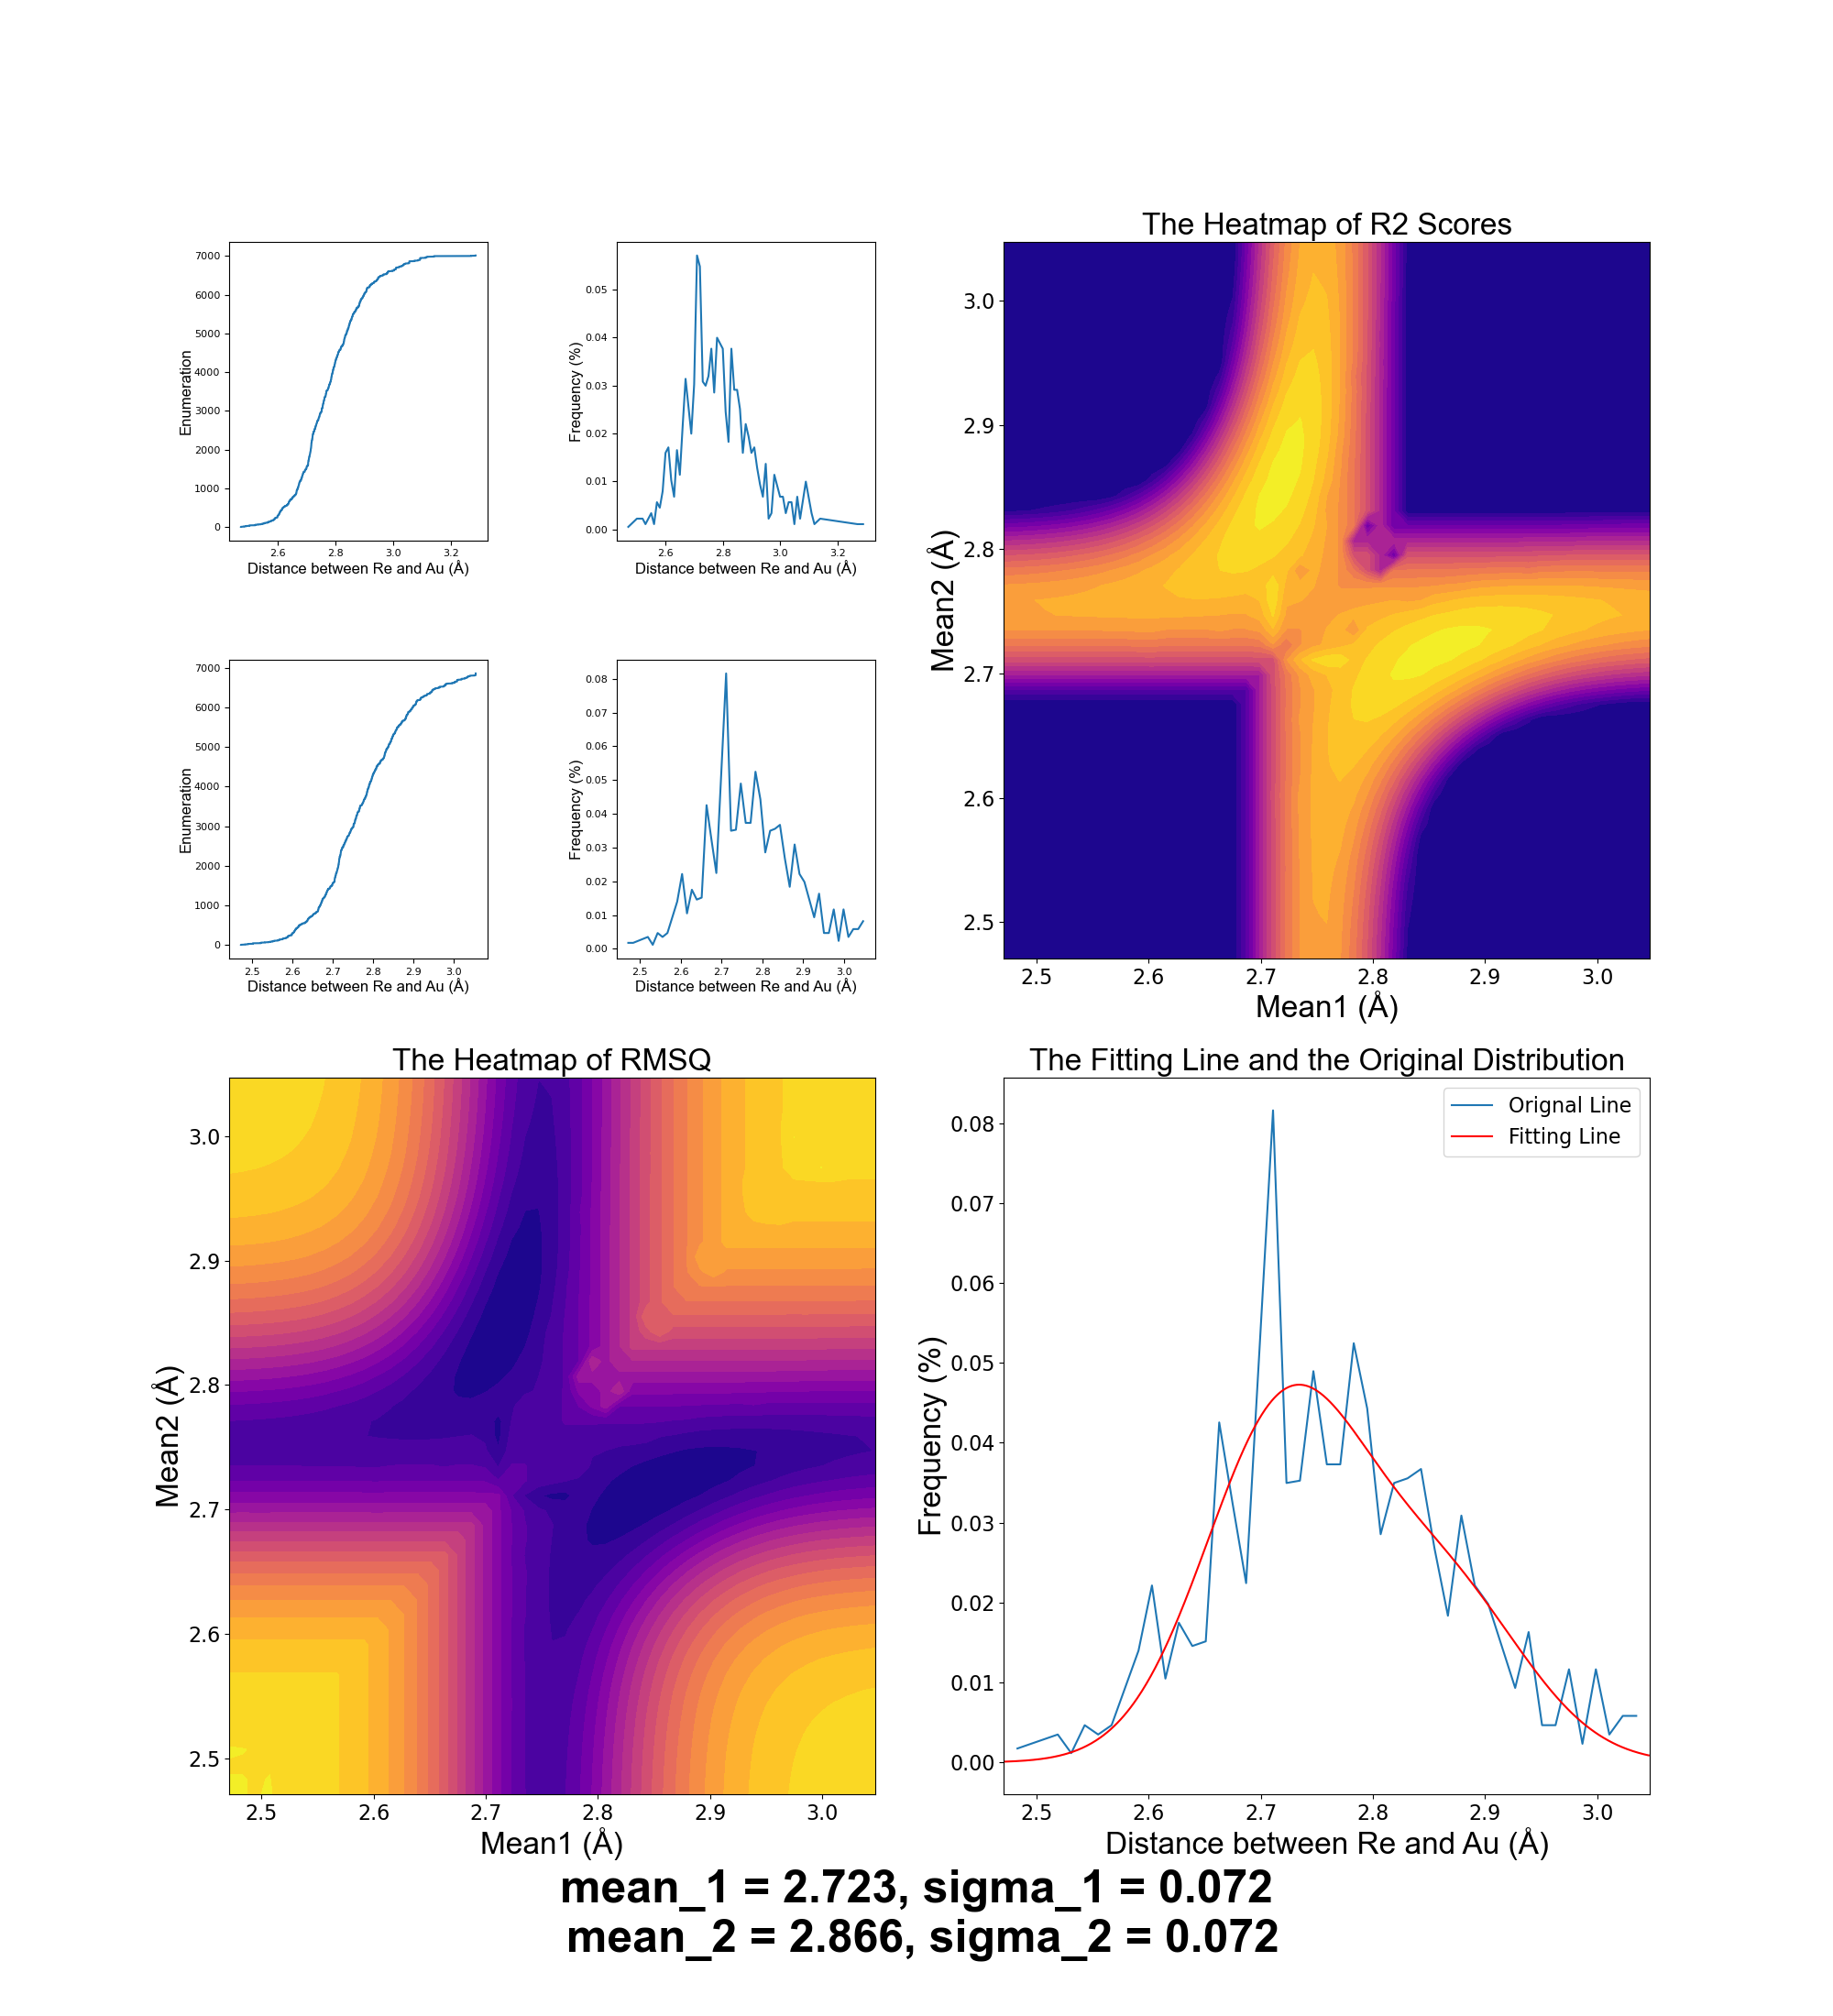 7000
6000
5000
4000
3000
2000
1000
0
Enumeration
2.6 2.8 3.0 3.2
Distance between Re and Au (Å)
0.05
0.04
0.03
0.02
0.01
0.00
Frequency (%)
2.6 2.8 3.0 3.2
Distance between Re and Au (Å)
The Heatmap of R2 Scores
3.0
2.9
2.8
2.7
2.6
2.5
Mean2 (Å)
2.5 2.6 2.7 2.8 2.9 3.0
Mean1 (Å)
7000
6000
5000
4000
3000
2000
1000
0
Enumeration
2.5 2.6 2.7 2.8 2.9 3.0
Distance between Re and Au (Å)
0.08
0.07
0.06
0.05
0.04
0.03
0.02
0.01
0.00
Frequency (%)
2.5 2.6 2.7 2.8 2.9 3.0
Distance between Re and Au (Å)
The Heatmap of RMSQ
3.0
2.9
2.8
2.7
2.6
2.5
Mean2 (Å)
2.5 2.6 2.7 2.8 2.9 3.0
Mean1 (Å)
The Fitting Line and the Original Distribution
Orignal Line
Fitting Line
0.08
0.07
0.06
0.05
0.04
0.03
0.02
0.01
0.00
Frequency (%)
2.5 2.6 2.7 2.8 2.9 3.0
Distance between Re and Au (Å)
mean_1 = 2.723, sigma_1 = 0.072
mean_2 = 2.866, sigma_2 = 0.072